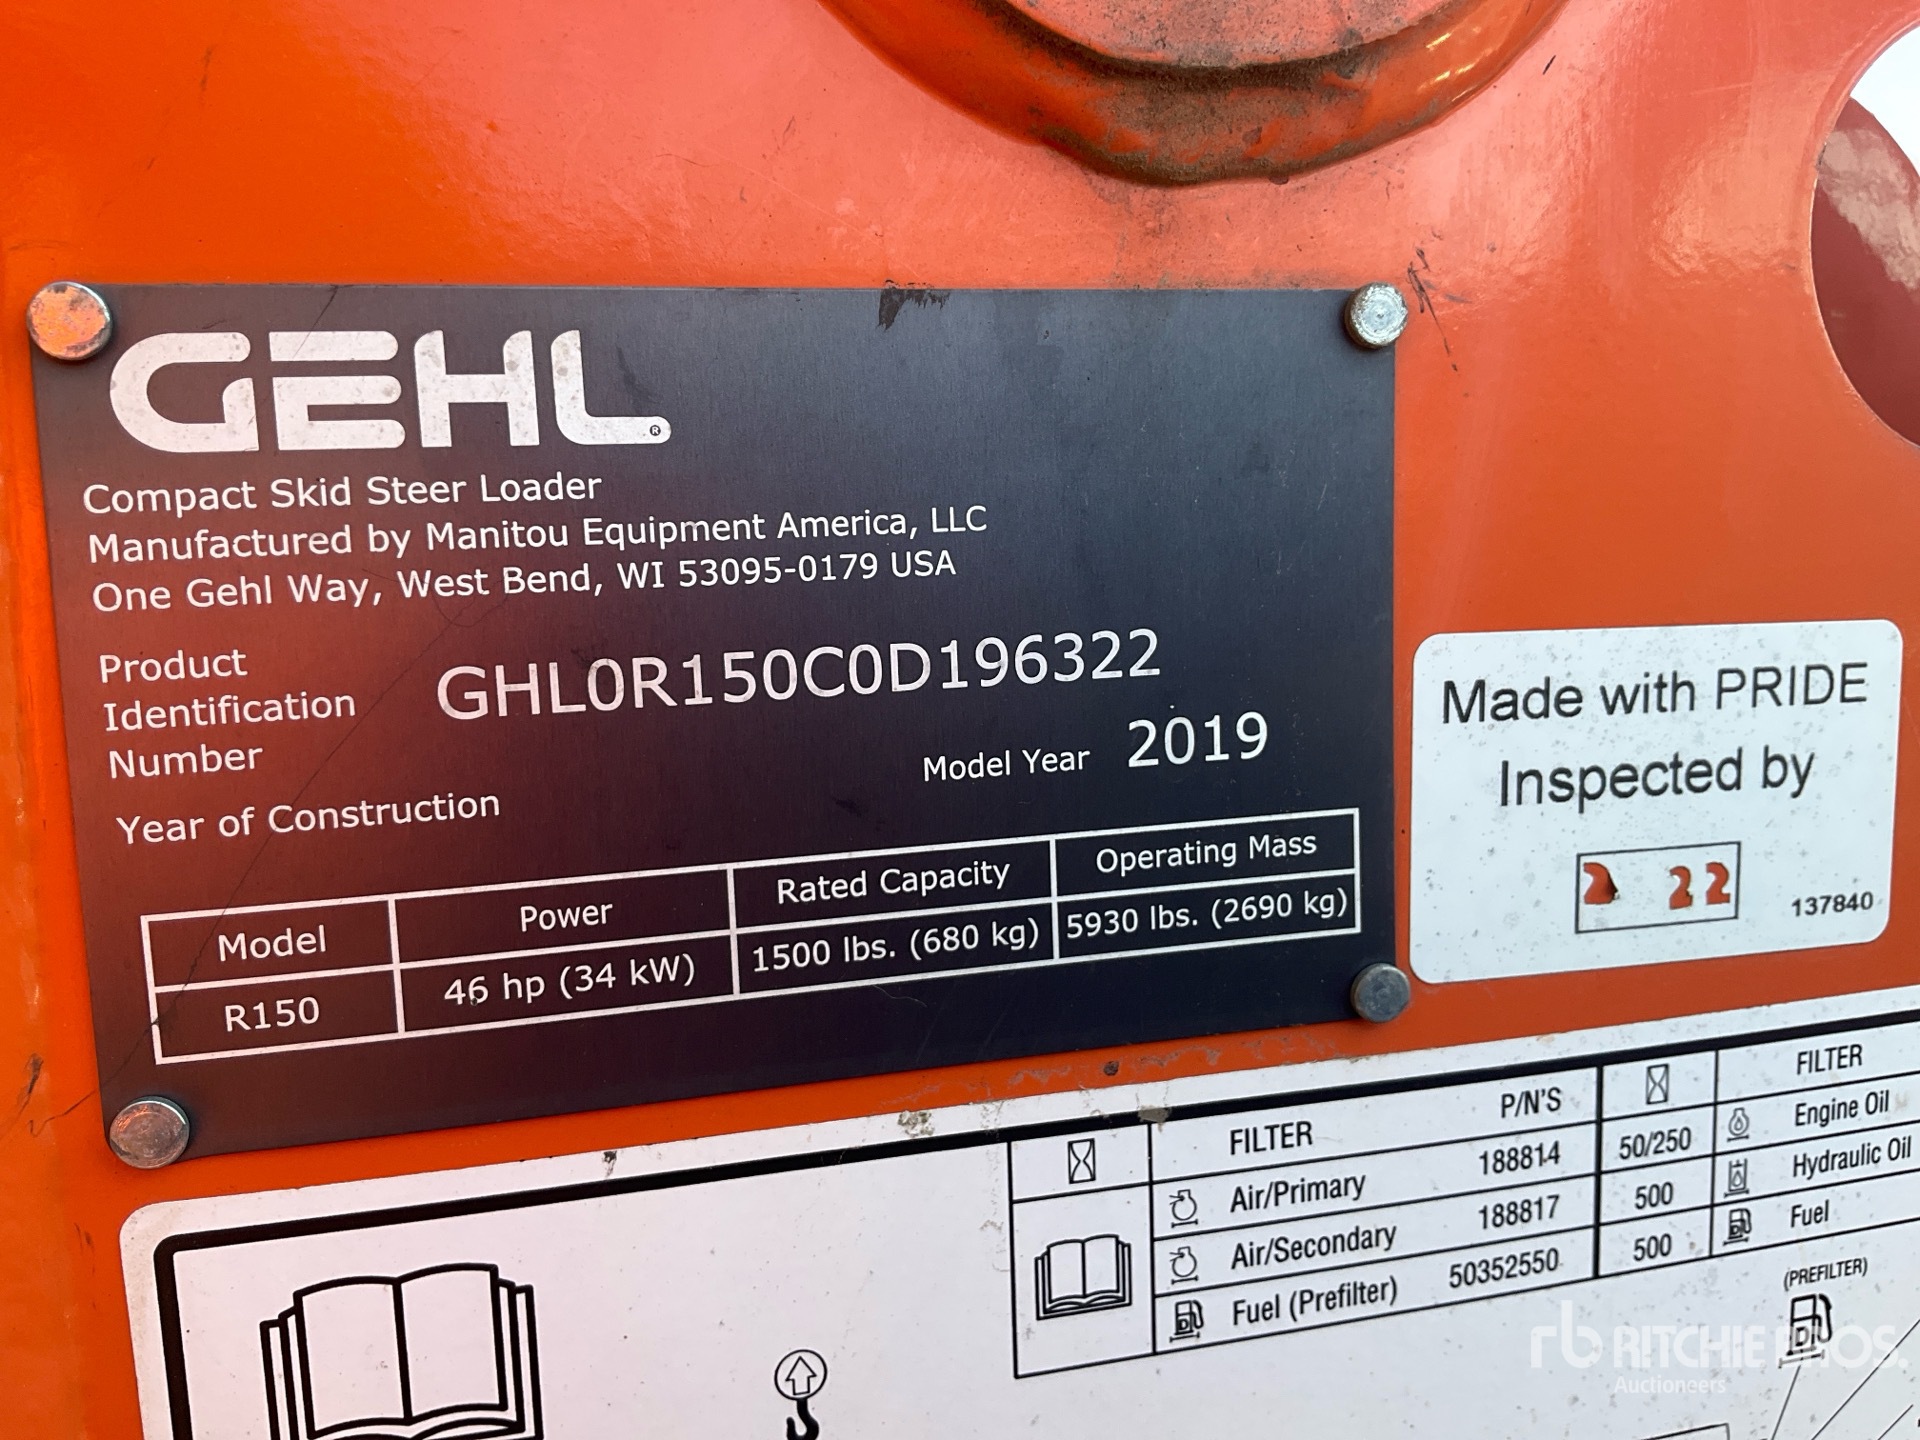 GEHL®
Compact Skid Steer Loader
Manufactured by Manitou Equipment America, LLC
One Gehl Way, West Bend, WI 53095-0179 USA
Product
Identification
Number
GHL0R150C0D196322
Model Year 2019
Year of Construction
Model Power Rated Capacity Operating Mass
R150 46 hp (34 kW) 1500 lbs. (680 kg) 5930 lbs. (2690 kg)
Made with PRIDE
Inspected by
2 22
137840
FILTER P/N'S FILTER
Air/Primary 188814 50/250 Engine Oil
Air/Secondary 188817 500 Hydraulic Oil
Fuel (Prefilter) 50352550 500 Fuel
(PREFILTER)
rb RITCHIE BROS.
Auctioneers